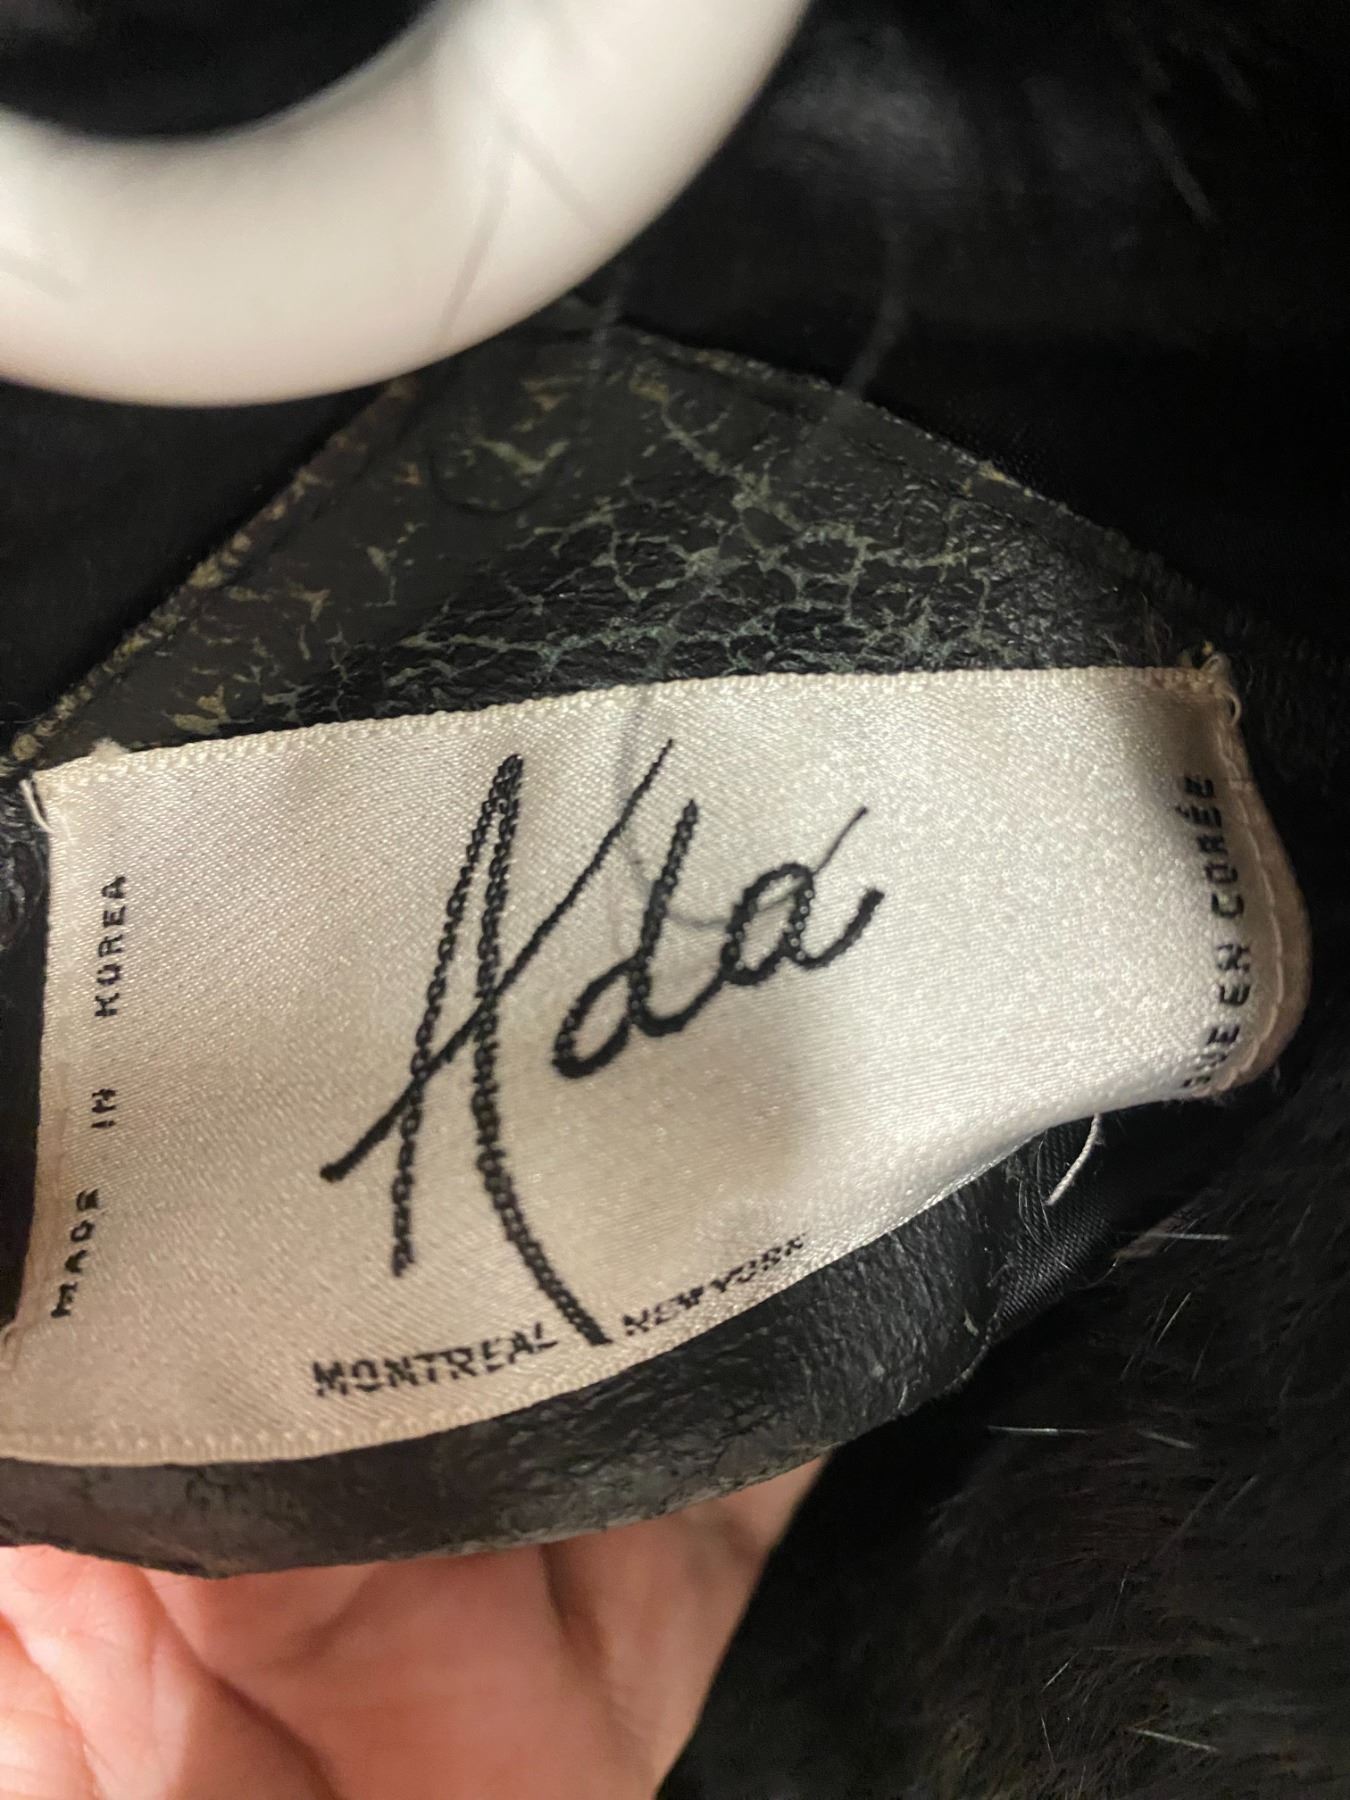 Ada
MONTREAL NEW YORK
MADE IN KOREA
EN CORÉE